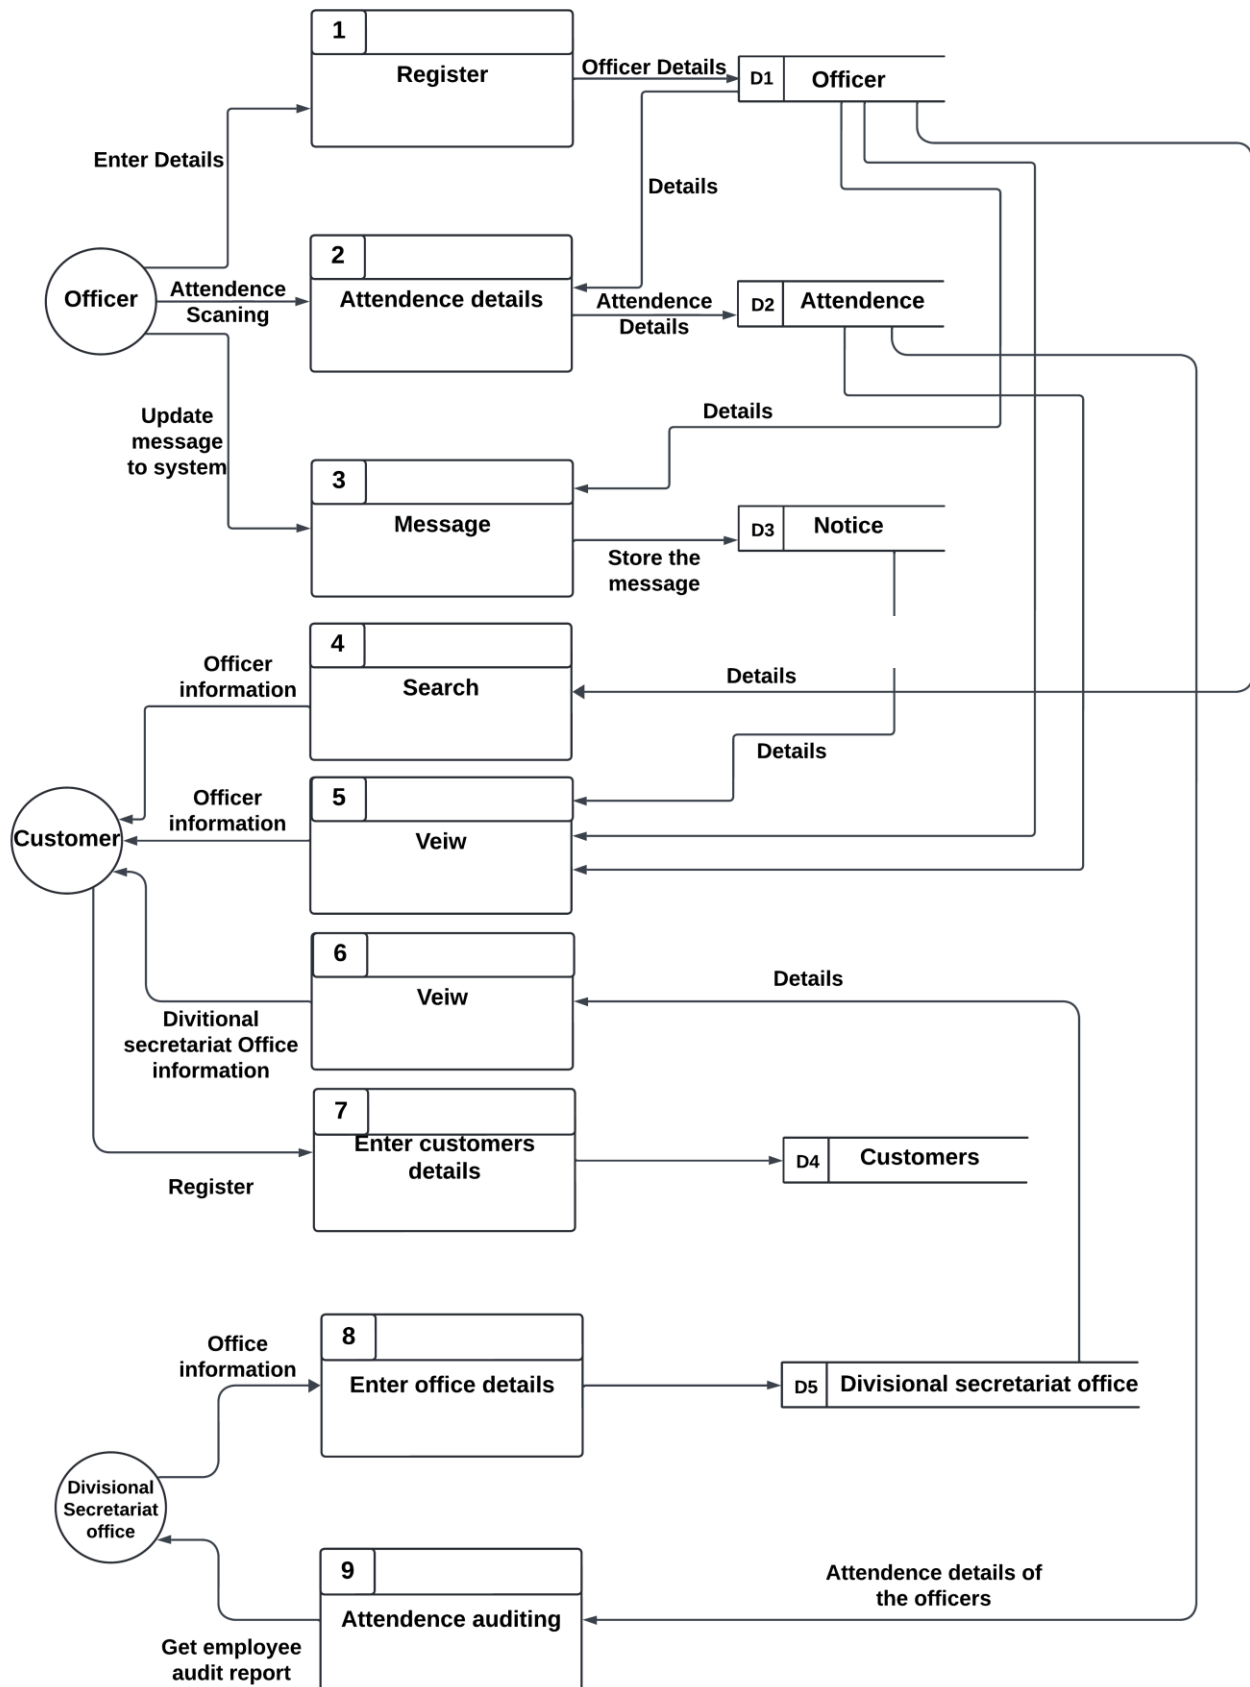 1
Register
Officer Details
D1
Officer
Enter Details
Details
2
Officer
Attendence
Scaning
Attendence details
Attendence
Details
D2
Attendence
Update
message
to system
Details
3
Message
D3
Notice
Store the
message
4
Officer
information
Search
Details
Details
5
Officer
information
Customer
Veiw
6
Veiw
Details
Divitional
secretariat Office
information
7
Enter customers
details
D4
Customers
Register
8
Office
information
Enter office details
D5
Divisional secretariat office
Divisional
Secretariat
office
9
Attendence details of
the officers
Attendence auditing
Get employee
audit report